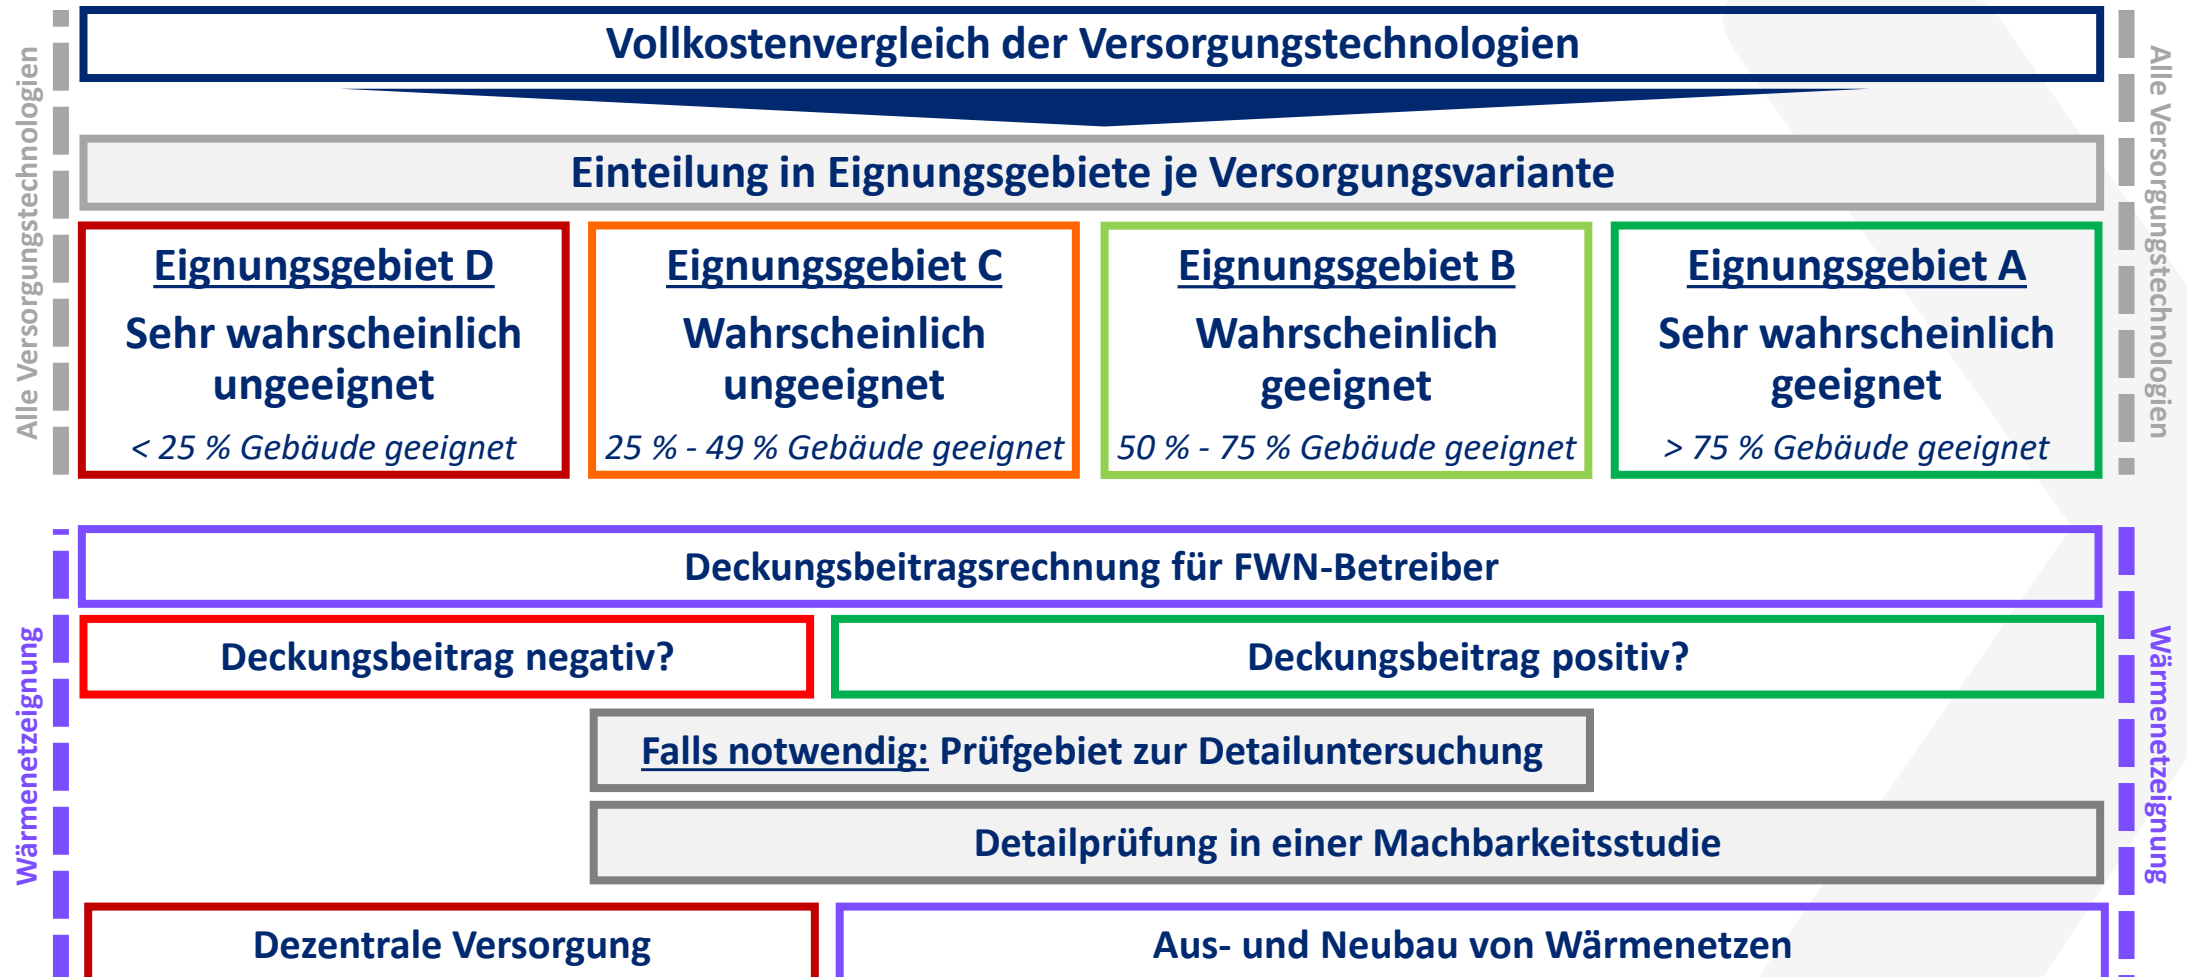 Vollkostenvergleich der Versorgungstechnologien
Alle Versorgungstechnologien
Alle Versorgungstechnologien
Einteilung in Eignungsgebiete je Versorgungsvariante
Eignungsgebiet D
Sehr wahrscheinlich
ungeeignet
< 25 % Gebäude geeignet
Eignungsgebiet C
Wahrscheinlich
ungeeignet
25 % - 49 % Gebäude geeignet
Eignungsgebiet B
Wahrscheinlich
geeignet
50 % - 75 % Gebäude geeignet
Eignungsgebiet A
Sehr wahrscheinlich
geeignet
> 75 % Gebäude geeignet
Deckungsbeitragsrechnung für FWN-Betreiber
Wärmenetzeignung
Wärmenetzeignung
Deckungsbeitrag negativ?
Deckungsbeitrag positiv?
Falls notwendig: Prüfgebiet zur Detailuntersuchung
Detailprüfung in einer Machbarkeitsstudie
Dezentrale Versorgung
Aus- und Neubau von Wärmenetzen